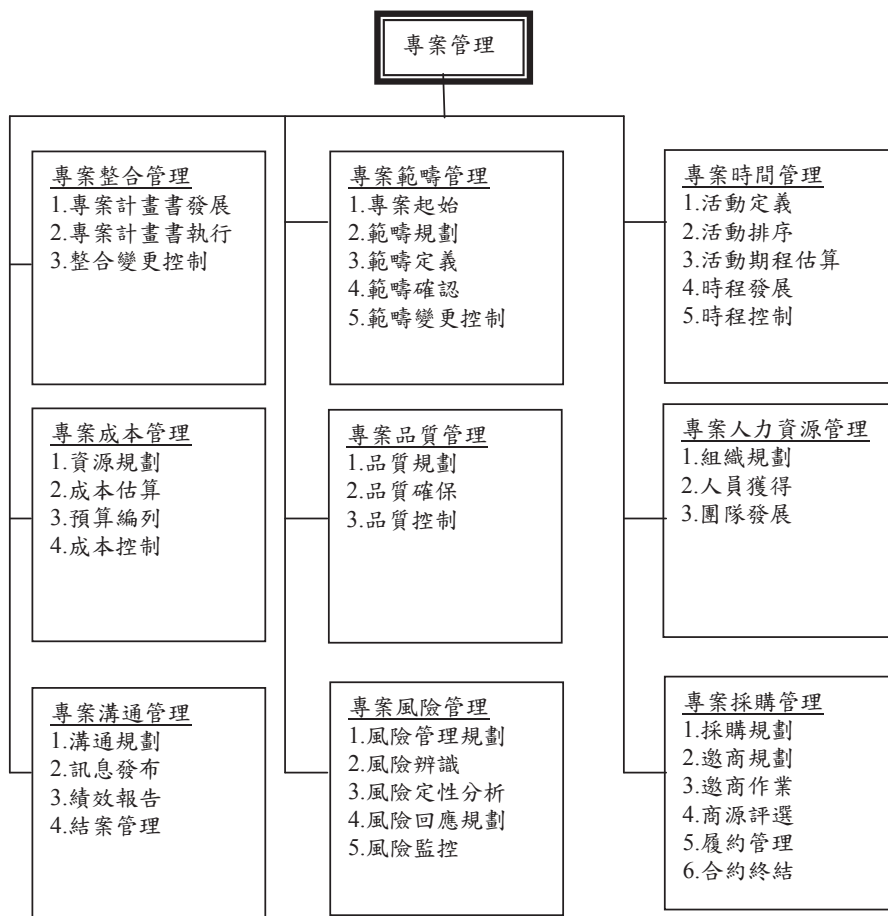 專案管理
專案整合管理
1.專案計畫書發展
2.專案計畫書執行
3.整合變更控制
專案範疇管理
1.專案起始
2.範疇規劃
3.範疇定義
4.範疇確認
5.範疇變更控制
專案時間管理
1.活動定義
2.活動排序
3.活動期程估算
4.時程發展
5.時程控制
專案成本管理
1.資源規劃
2.成本估算
3.預算編列
4.成本控制
專案品質管理
1.品質規劃
2.品質確保
3.品質控制
專案人力資源管理
1.組織規劃
2.人員獲得
3.團隊發展
專案溝通管理
1.溝通規劃
2.訊息發布
3.績效報告
4.結案管理
專案風險管理
1.風險管理規劃
2.風險辨識
3.風險定性分析
4.風險回應規劃
5.風險監控
專案採購管理
1.採購規劃
2.邀商規劃
3.邀商作業
4.商源評選
5.履約管理
6.合約終結